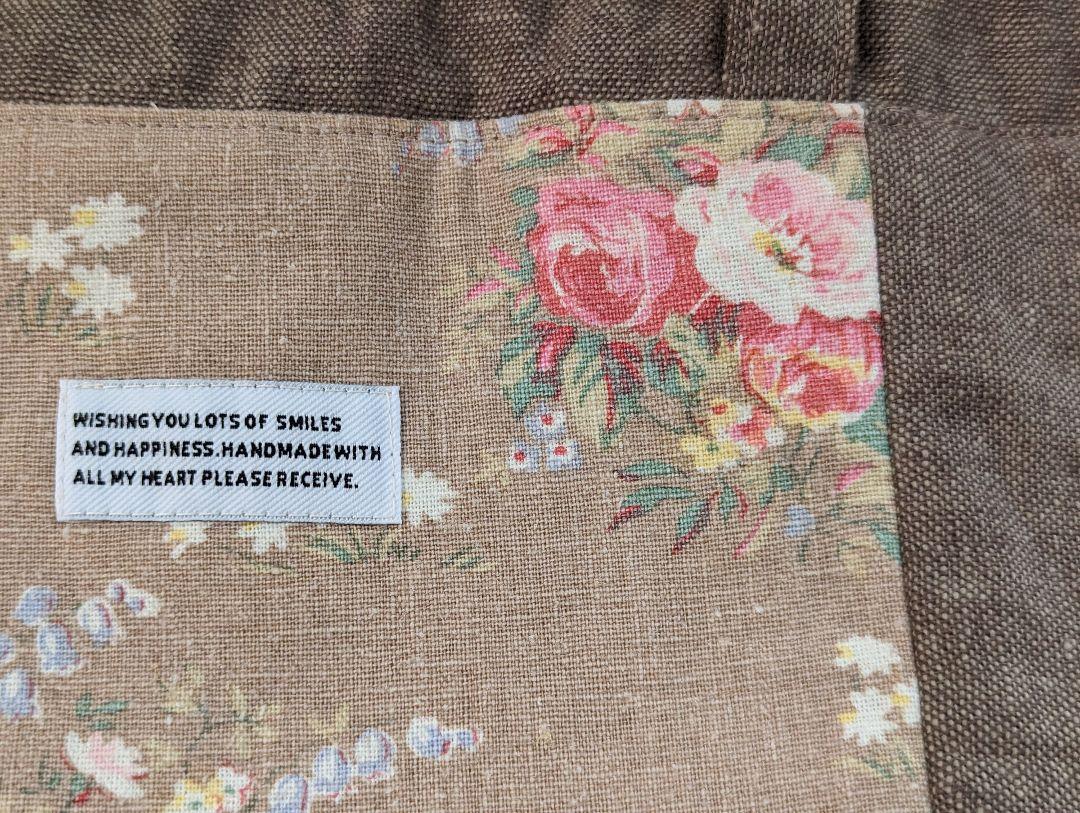 WISHING YOU LOTS OF SMILES
AND HAPPINESS. HANDMADE WITH
ALL MY HEART PLEASE RECEIVE.